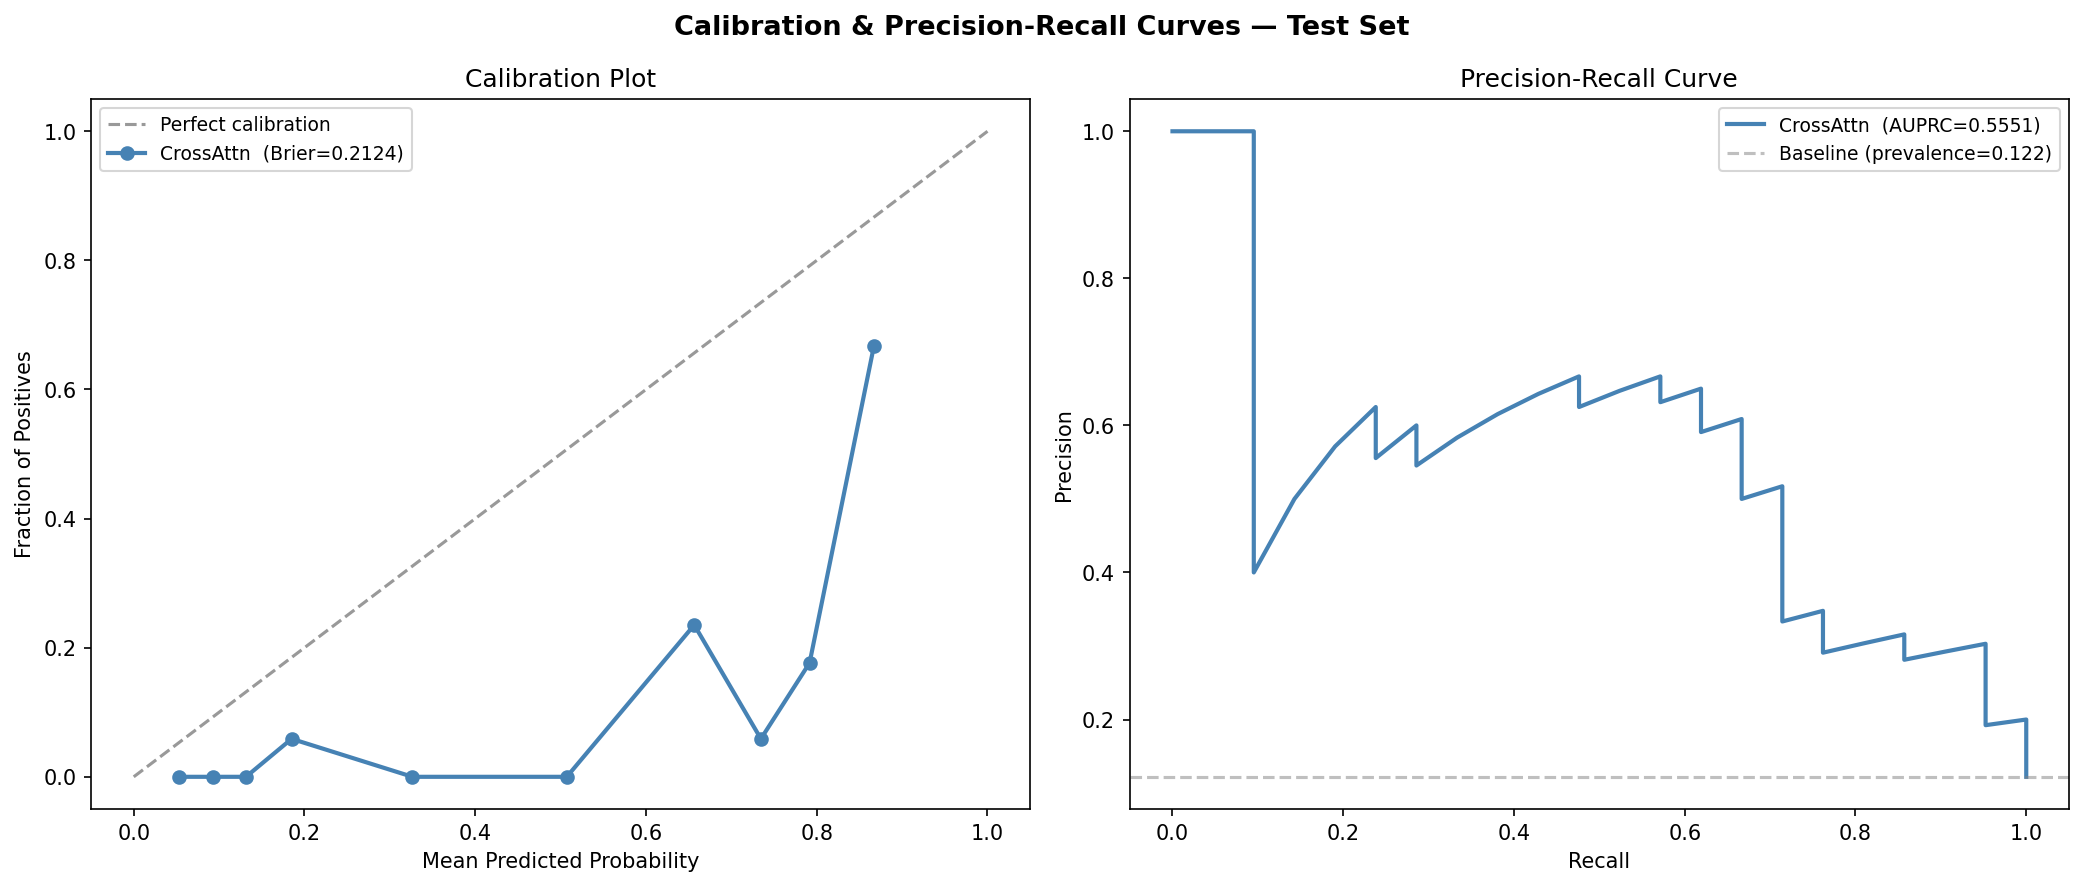 Calibration & Precision-Recall Curves — Test Set
Calibration Plot
Perfect calibration
CrossAttn (Brier=0.2124)
Fraction of Positives
1.0
0.8
0.6
0.4
0.2
0.0
0.0 0.2 0.4 0.6 0.8 1.0
Mean Predicted Probability
Precision-Recall Curve
CrossAttn (AUPRC=0.5551)
Baseline (prevalence=0.122)
Precision
1.0
0.8
0.6
0.4
0.2
0.0 0.2 0.4 0.6 0.8 1.0
Recall